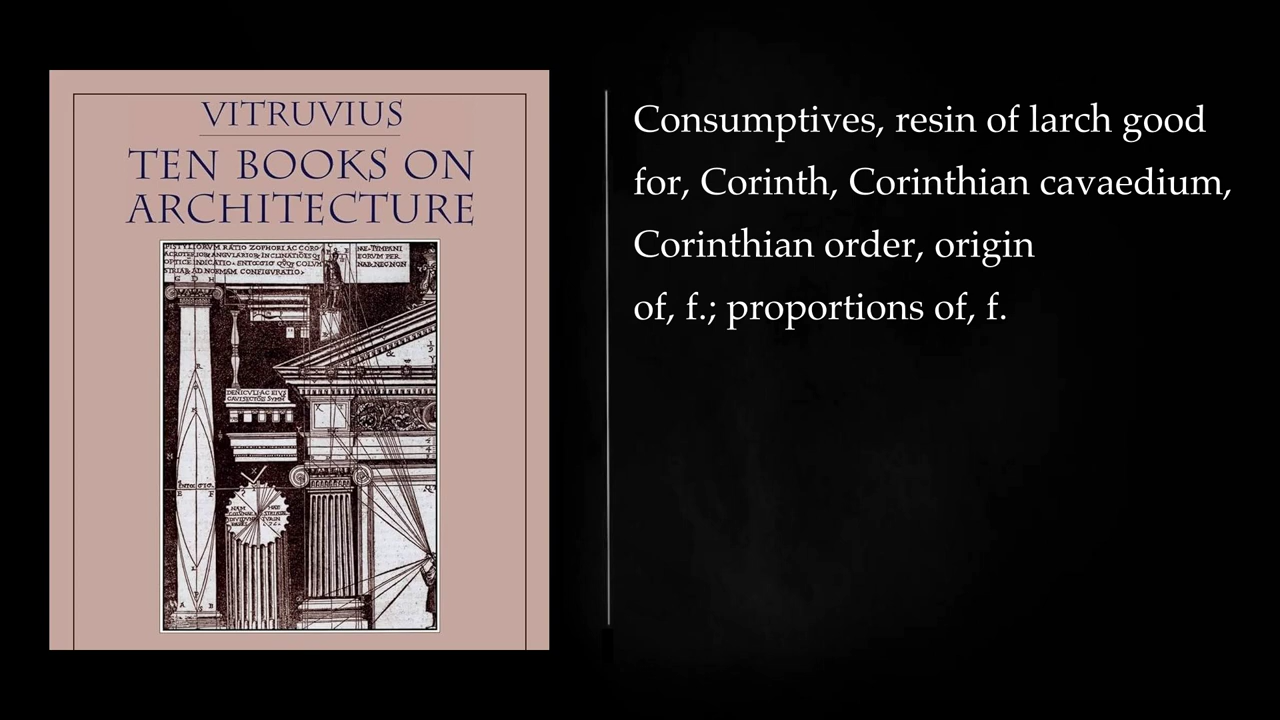 VITRUVIUS
TEN BOOKS ON
ARCHITECTURE
Consumptives, resin of larch good
for, Corinth, Corinthian cavaedium,
Corinthian order, origin
of, f.; proportions of, f.